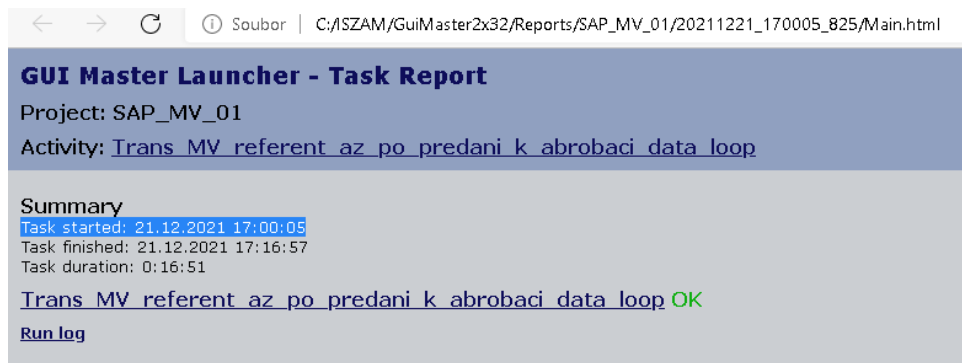 Soubor | C:/ISZAM/GuiMaster2x32/Reports/SAP_MV_01/20211221_170005_825/Main.html
GUI Master Launcher - Task Report
Project: SAP_MV_01
Activity: Trans_MV_referent_az_po_predani_k_abrobaci_data_loop
Summary
Task started: 21.12.2021 17:00:05
Task finished: 21.12.2021 17:16:57
Task duration: 0:16:51
Trans_MV_referent_az_po_predani_k_abrobaci_data_loop OK
Run log